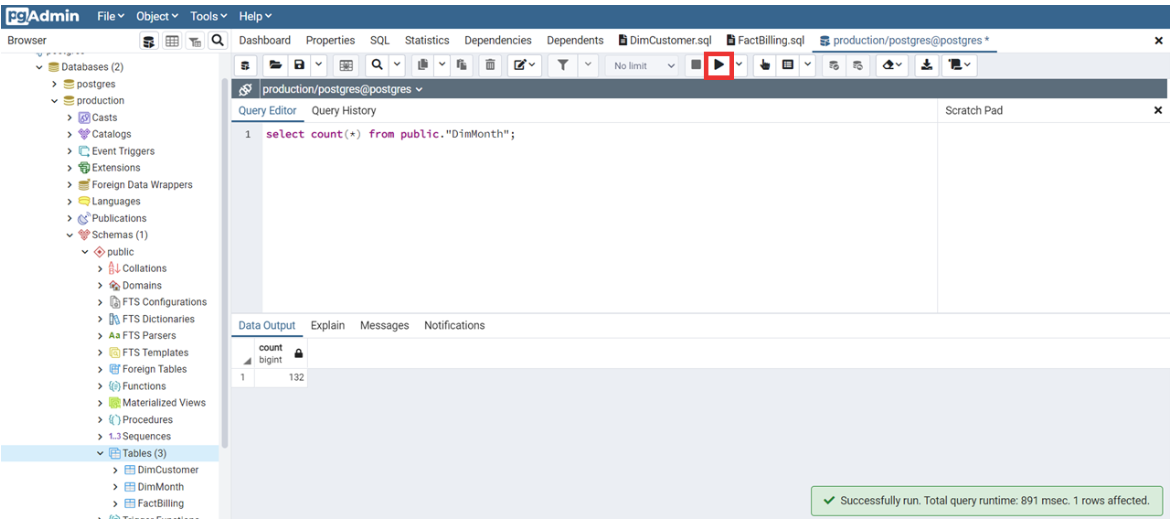 pgAdmin File Object Tools Help
Browser
Dashboard Properties SQL Statistics Dependencies Dependents DimCustomer.sql FactBilling.sql production/postgres@postgres *
Databases (2)
postgres
production
Casts
Catalogs
Event Triggers
Extensions
Foreign Data Wrappers
Languages
Publications
Schemas (1)
public
Collations
Domains
FTS Configurations
FTS Dictionaries
FTS Parsers
FTS Templates
Foreign Tables
Functions
Materialized Views
Procedures
Sequences
Tables (3)
DimCustomer
DimMonth
FactBilling
Trigger Functions
No limit
production/postgres@postgres
Query Editor Query History
Scratch Pad
1 select count(*) from public."DimMonth";
Data Output Explain Messages Notifications
count
bigint
1 132
Successfully run. Total query runtime: 891 msec. 1 rows affected.